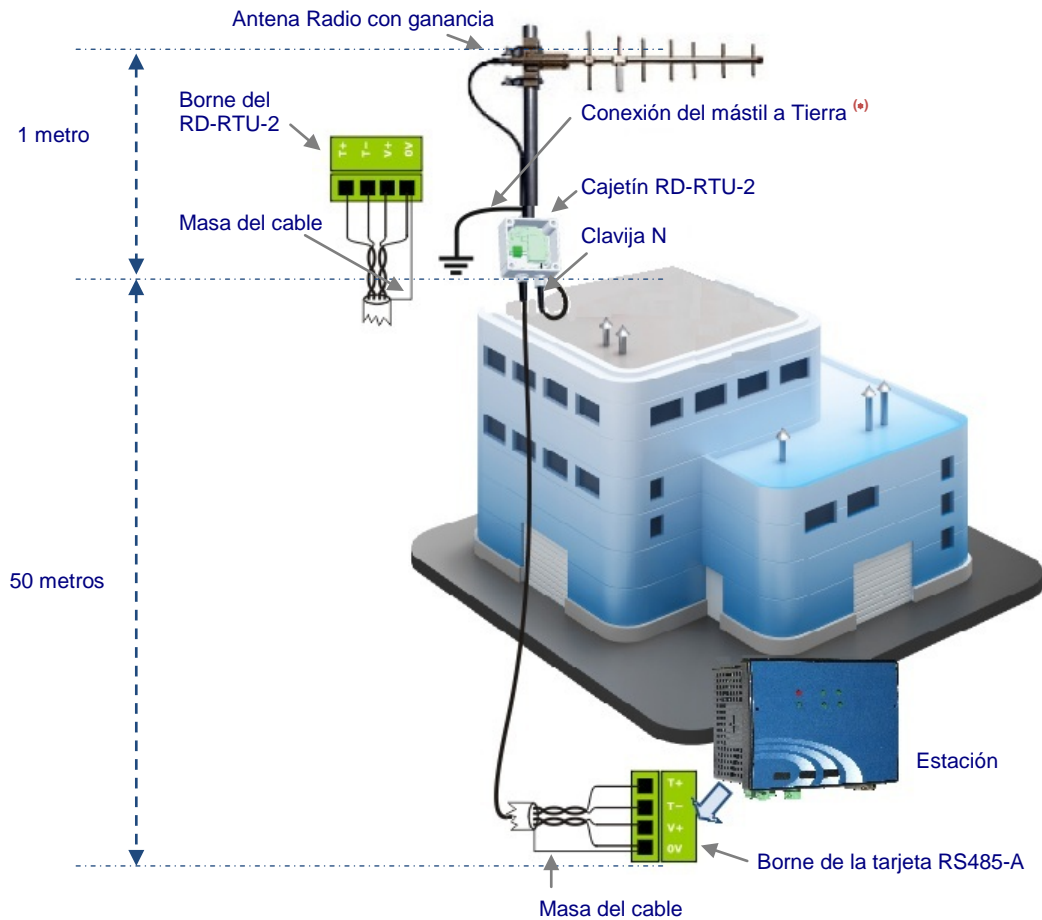 Antena Radio con ganancia
Borne del
RD-RTU-2
1 metro
Conexión del mástil a Tierra (*)
T+
T−
V+
0V
Cajetín RD-RTU-2
Masa del cable
Clavija N
50 metros
Estación
T+
T−
V+
0V
Borne de la tarjeta RS485-A
Masa del cable